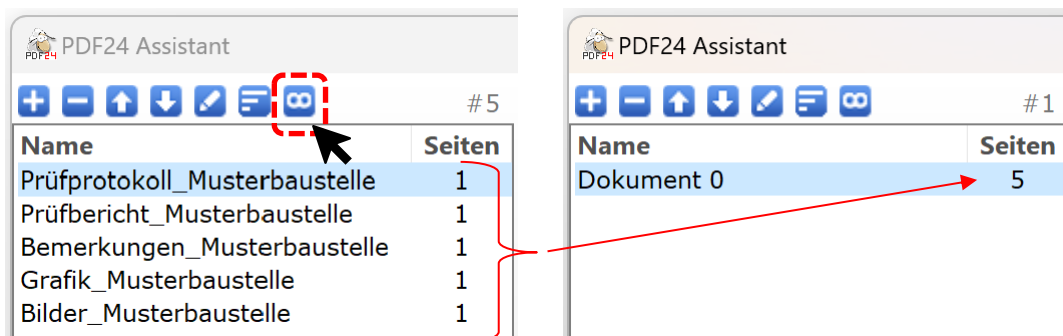 PDF24 Assistant
#5
Name Seiten
Prüfprotokoll_Musterbaustelle 1
Prüfbericht_Musterbaustelle 1
Bemerkungen_Musterbaustelle 1
Grafik_Musterbaustelle 1
Bilder_Musterbaustelle 1
PDF24 Assistant
#1
Name Seiten
Dokument 0 5